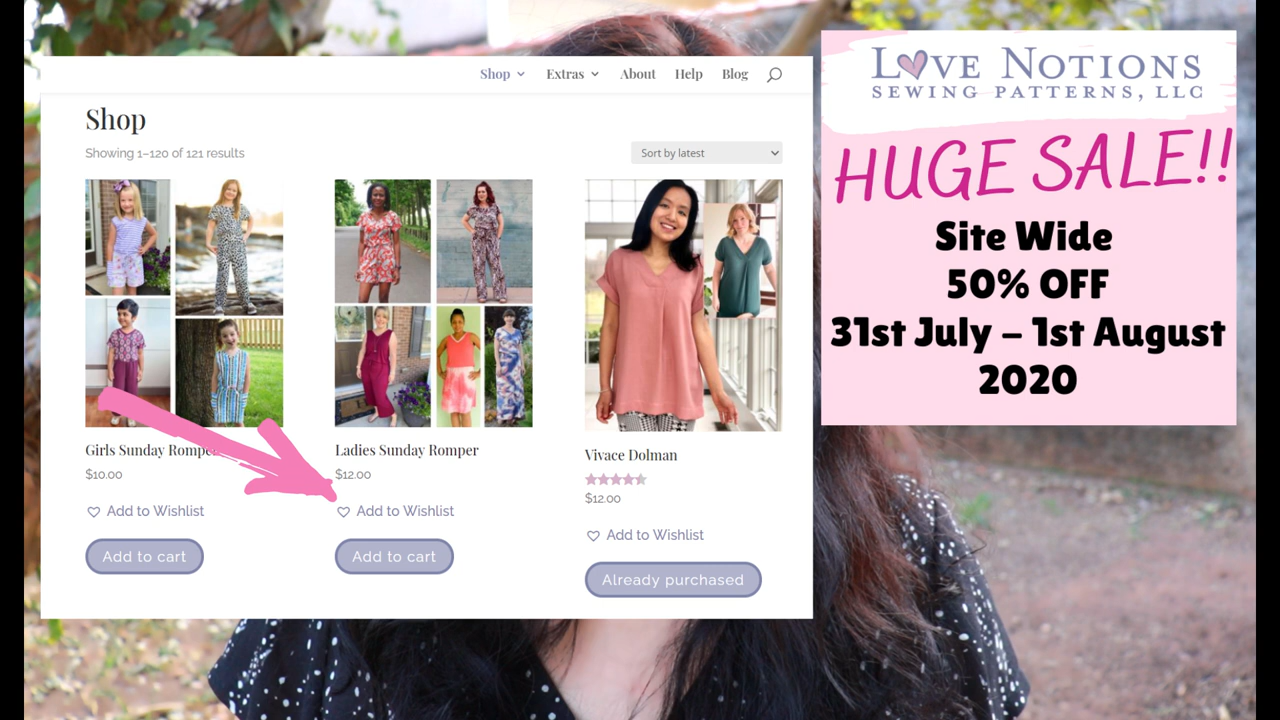 Shop Extras About Help Blog
Shop
Showing 1–120 of 121 results
Sort by latest
Girls Sunday Romper
$10.00
Add to Wishlist
Add to cart
Ladies Sunday Romper
$12.00
Add to Wishlist
Add to cart
Vivace Dolman
$12.00
Add to Wishlist
Already purchased
LOVE NOTIONS
SEWING PATTERNS, LLC
HUGE SALE!!
Site Wide
50% OFF
31st July – 1st August
2020